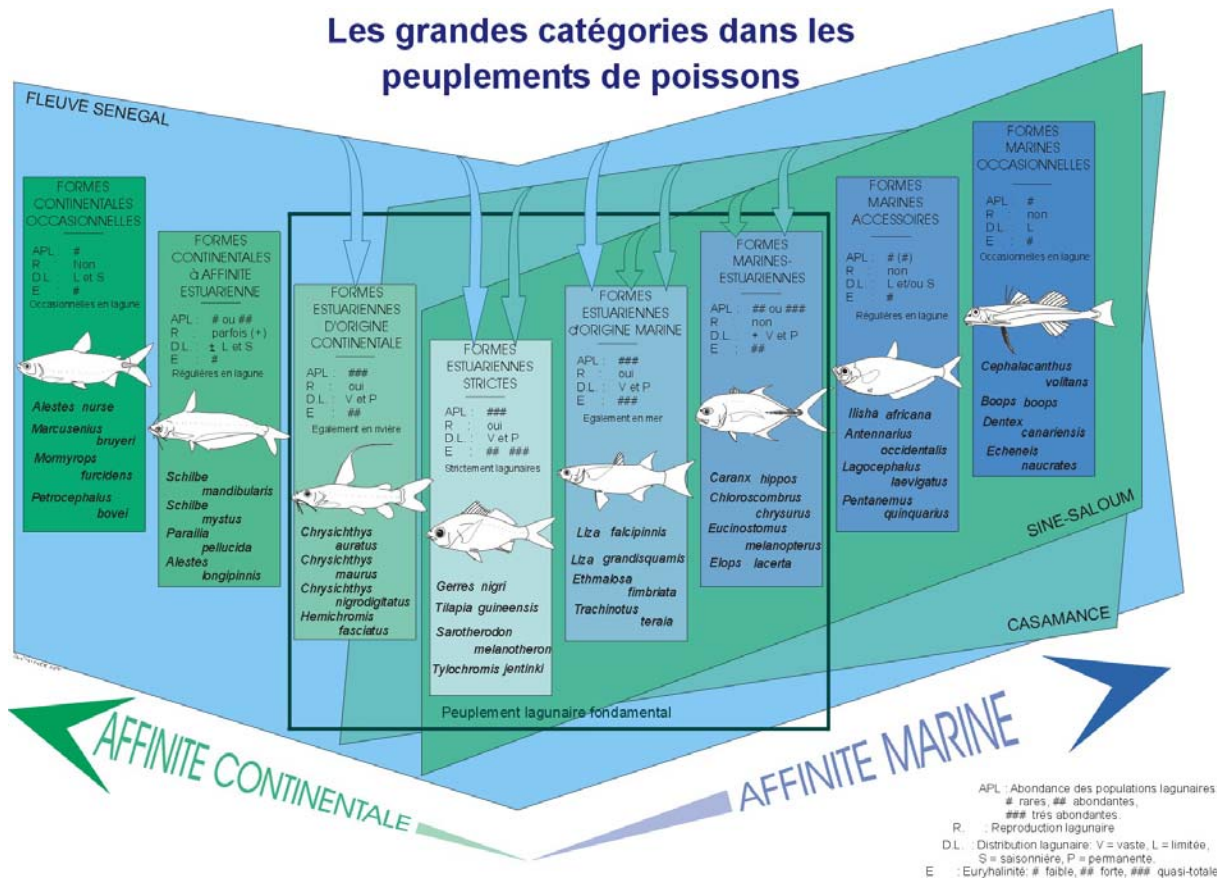 Les grandes catégories dans les
peuplements de poissons
FLEUVE SENEGAL
FORMES
CONTINENTALES
OCCASIONNELLES
APL : #
R : Non
D.L : L et S
E : #
Occasionnelles en lagune
Alestes nurse
Marcusenius
bruyeri
Mormyrops
furcidens
Petrocephalus
bovei
FORMES
CONTINENTALES
à AFFINITE
ESTUARIENNE
APL : # ou ##
R : parfois (+)
D.L : ± L et S
E : #
Régulières en lagune
Schilbe
mandibularis
Schilbe
mystus
Parailia
pellucida
Alestes
longipinnis
FORMES
ESTUARIENNES
D'ORIGINE
CONTINENTALE
APL : ###
R : oui
D.L : V et P
E : ##
Egalement en rivière
Chrysichthys
auratus
Chrysichthys
maurus
Chrysichthys
nigrodigitatus
Hemichromis
fasciatus
FORMES
ESTUARIENNES
STRICTES
APL : ###
R : oui
D.L : V et P
E : ## ###
Strictement lagunaires
Gerres nigri
Tilapia guineensis
Sarotherodon
melanotheron
Tylochromis jentinki
FORMES
ESTUARIENNES
d'ORIGINE MARINE
APL : ###
R : oui
D.L : V et P
E : ###
Egalement en mer
Liza falcipinnis
Liza grandisquamis
Ethmalosa
fimbriata
Trachinotus
teraia
FORMES
MARINES-
ESTUARIENNES
APL : ## ou ###
R : non
D.L : + V et P
E : ##
Caranx hippos
Chloroscombrus
chrysurus
Eucinostomus
melanopterus
Elops lacerta
FORMES
MARINES
ACCESSOIRES
APL : # (#)
R : non
D.L : L et/ou S
E : #
Régulières en lagune
Ilisha africana
Antennarius
occidentalis
Lagocephalus
laevigatus
Pentanemus
quinquarius
FORMES
MARINES
OCCASIONNELLES
APL : #
R : non
D.L : L
E : #
Occasionnelles en lagune
Cephalacanthus
volitans
Boops boops
Dentex
canariensis
Echeneis
naucrates
SINE-SALOUM
CASAMANCE
Peuplement lagunaire fondamental
AFFINITE CONTINENTALE
AFFINITE MARINE
APL : Abondance des populations lagunaires
# rares, ## abondantes,
### très abondantes.
R. : Reproduction lagunaire
D.L. : Distribution lagunaire: V = vaste, L = limitée,
S = saisonnière, P = permanente.
E : Euryhalinité: # faible, ## forte, ### quasi-totale